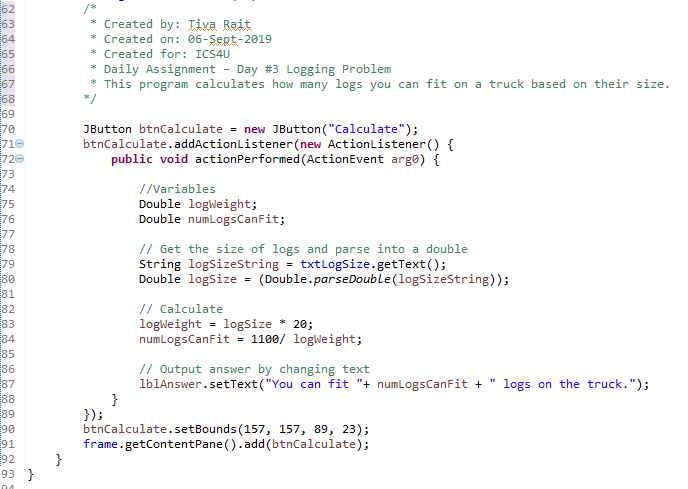 62 /*
63 * Created by: Tiva Rait
64 * Created on: 06-Sept-2019
65 * Created for: ICS4U
66 * Daily Assignment – Day #3 Logging Problem
67 * This program calculates how many logs you can fit on a truck based on their size.
68 */
69
70 JButton btnCalculate = new JButton("Calculate");
71 btnCalculate.addActionListener(new ActionListener() {
72 public void actionPerformed(ActionEvent arg0) {
73
74 //Variables
75 Double logWeight;
76 Double numLogsCanFit;
77
78 // Get the size of logs and parse into a double
79 String logSizeString = txtLogSize.getText();
80 Double logSize = (Double.parseDouble(logSizeString));
81
82 // Calculate
83 logWeight = logSize * 20;
84 numLogsCanFit = 1100/ logWeight;
85
86 // Output answer by changing text
87 lblAnswer.setText("You can fit "+ numLogsCanFit + " logs on the truck.");
88 }
89 });
90 btnCalculate.setBounds(157, 157, 89, 23);
91 frame.getContentPane().add(btnCalculate);
92 }
93 }